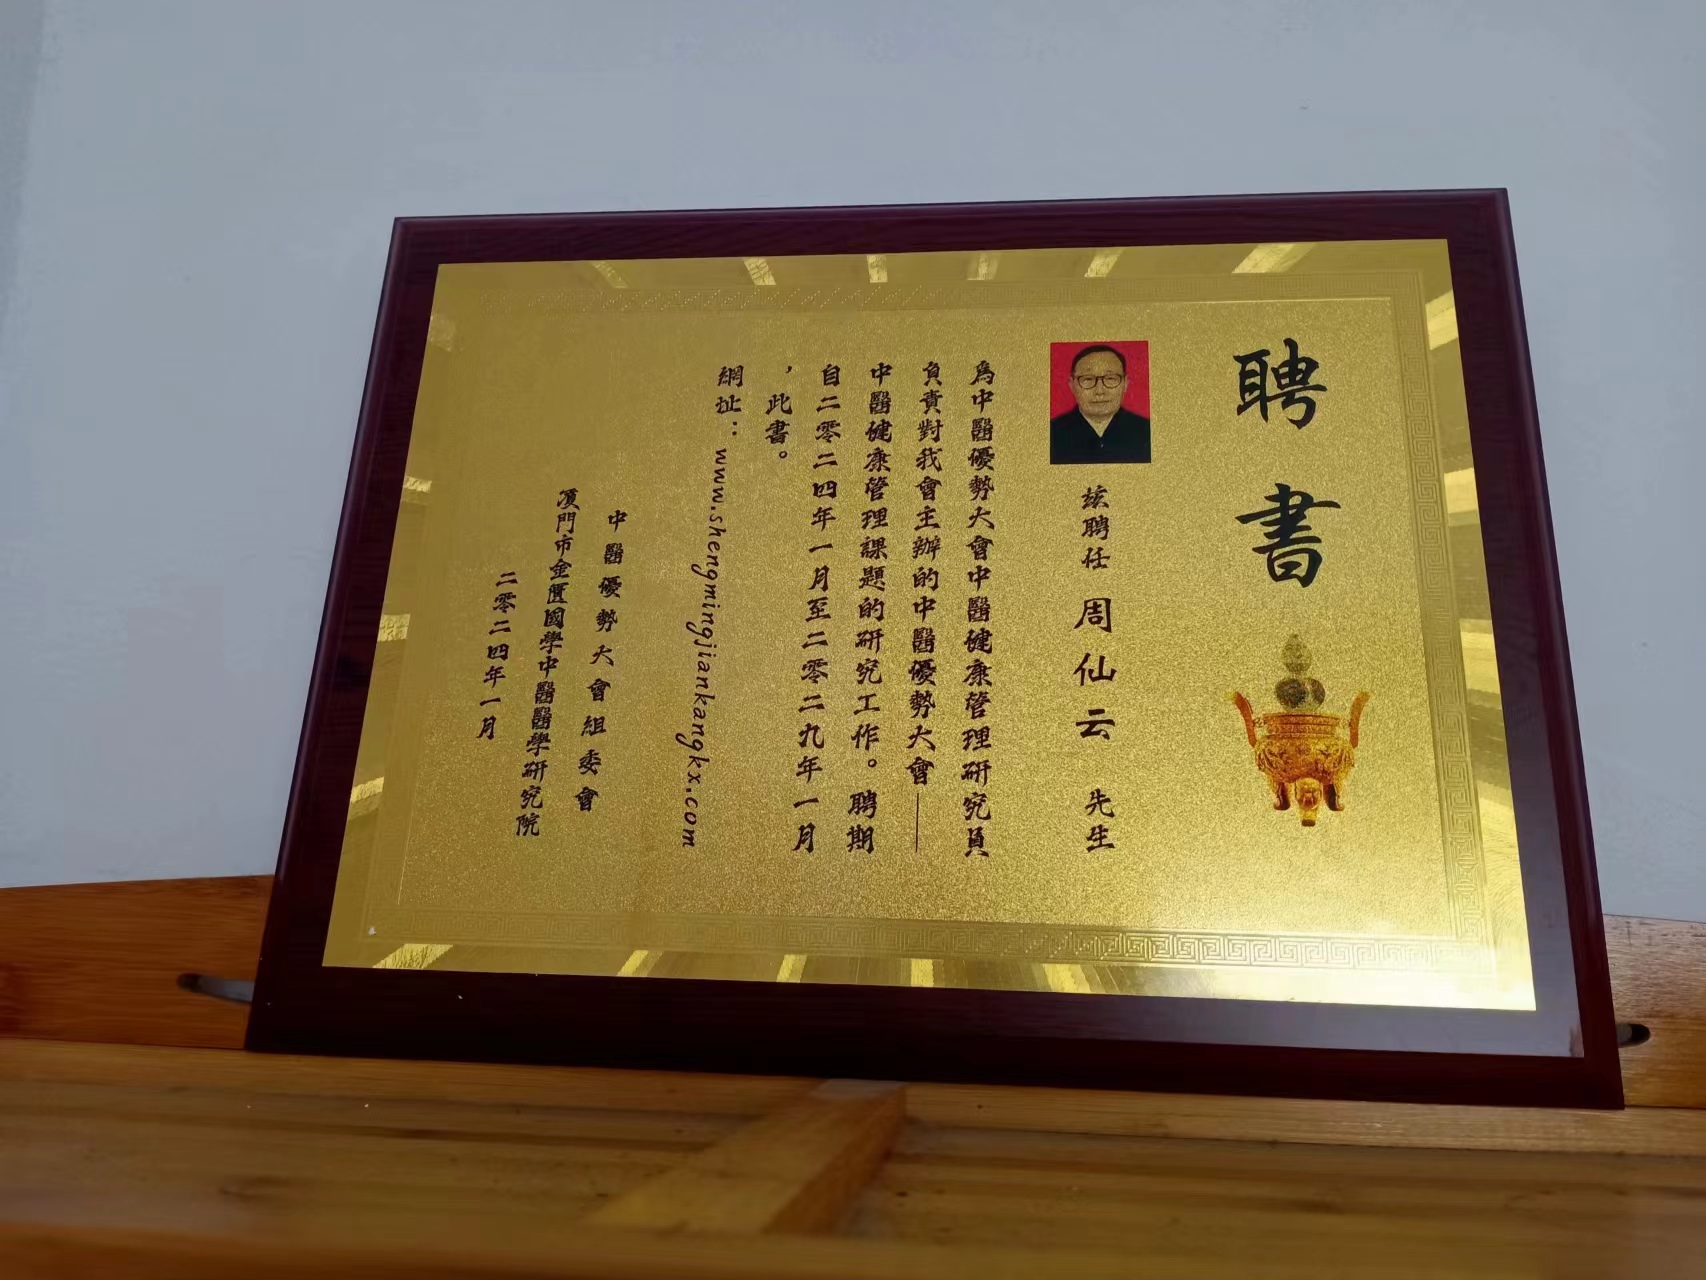 聘書
兹聘任 周仙云 先生
為中醫優勢大會中醫健康管理研究員
負責對我會主辦的中醫優勢大會——
中醫健康管理課題的研究工作。聘期
自二零二四年一月至二零二九年一月
，此書。
網址：www.shengmingjiankangkx.com
中醫優勢大會組委會
厦門市金匱國學中醫醫學研究院
二零二四年一月